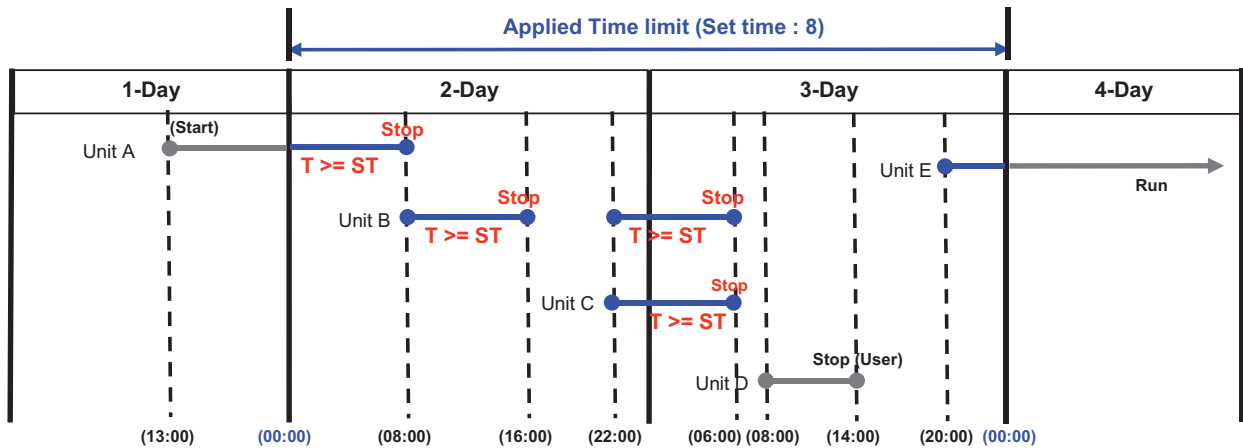 Applied Time limit (Set time : 8)
1-Day
2-Day
3-Day
4-Day
(Start)
Stop
Unit A
T >= ST
Unit E
Run
Stop
Stop
Unit B
T >= ST
T >= ST
Stop
Unit C
T >= ST
Stop (User)
Unit D
(13:00) (00:00) (08:00) (16:00) (22:00) (06:00) (08:00) (14:00) (20:00) (00:00)